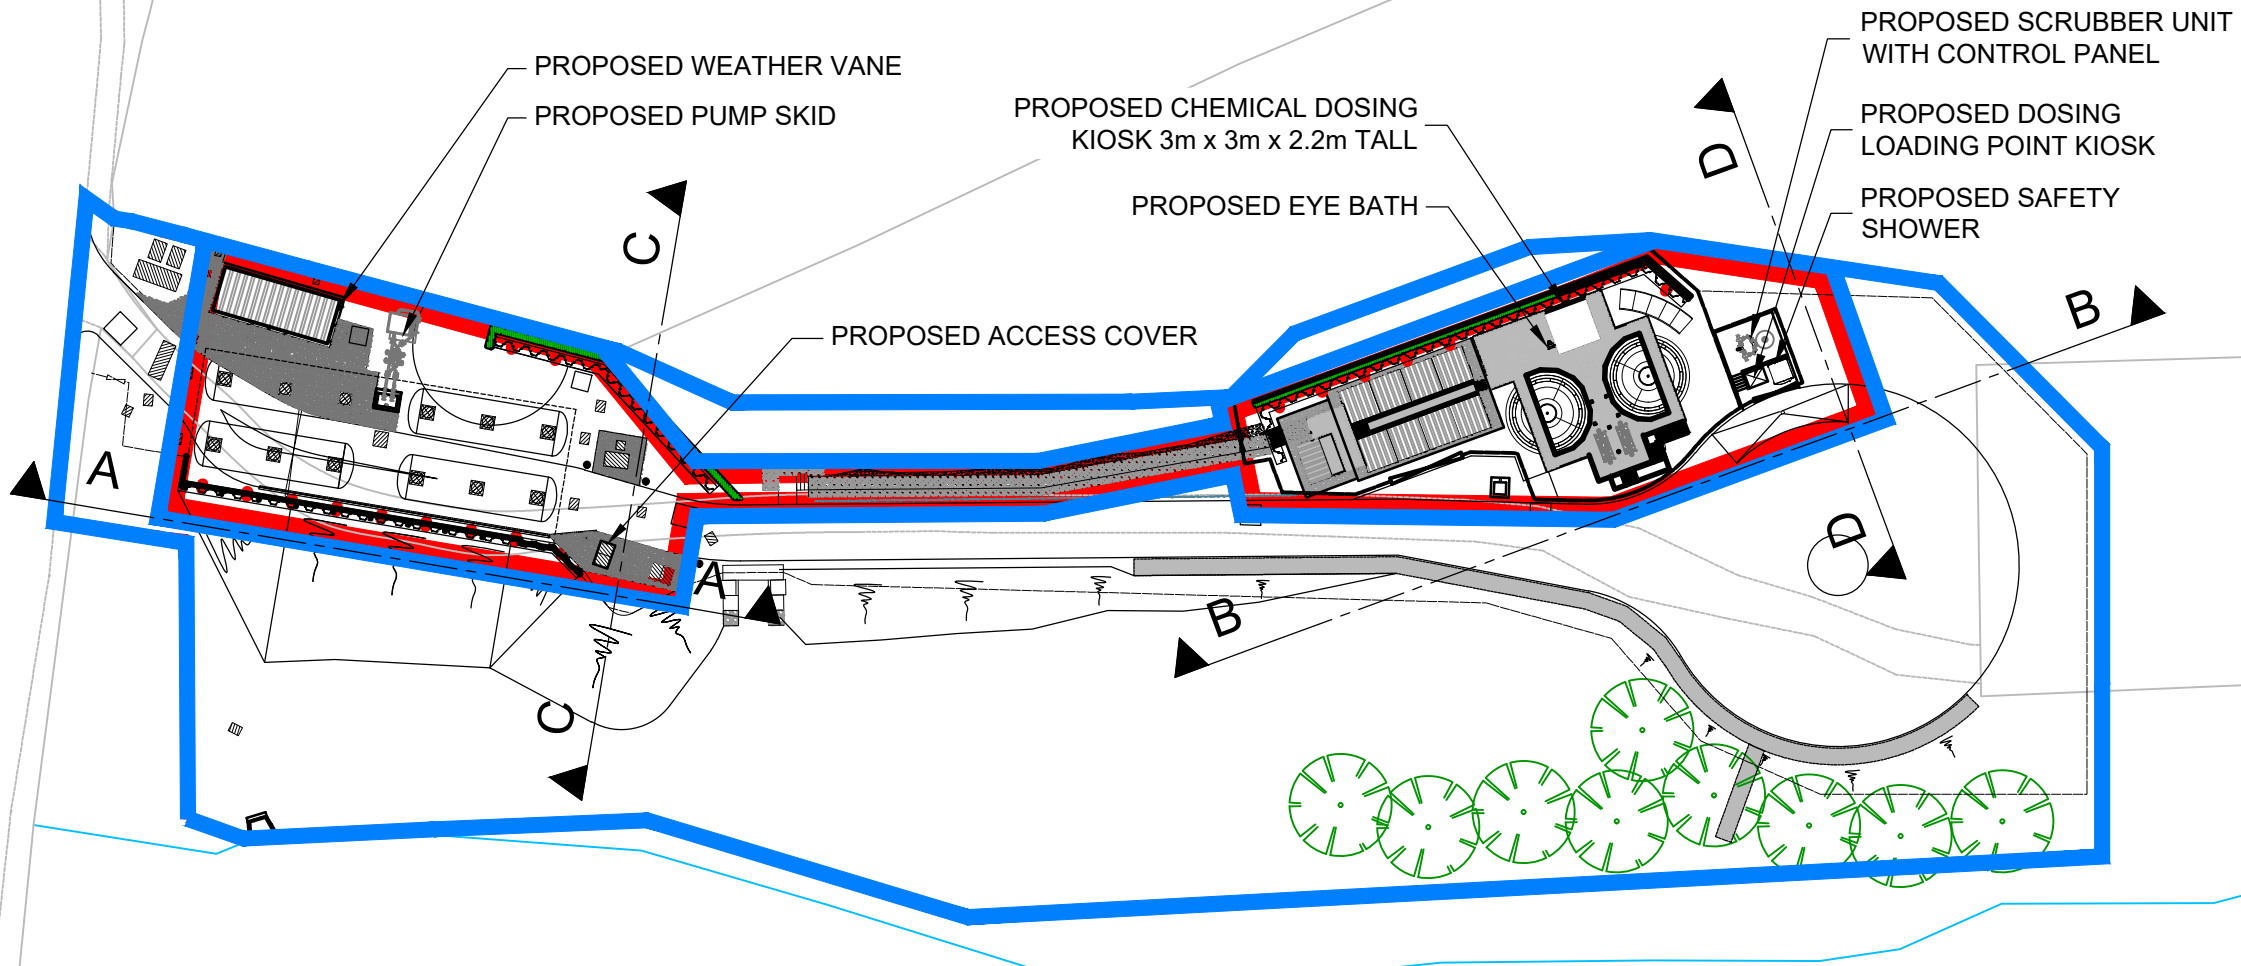 PROPOSED SCRUBBER UNIT
WITH CONTROL PANEL
PROPOSED WEATHER VANE
PROPOSED PUMP SKID
PROPOSED CHEMICAL DOSING
KIOSK 3m x 3m x 2.2m TALL
PROPOSED DOSING
LOADING POINT KIOSK
PROPOSED EYE BATH
PROPOSED SAFETY
SHOWER
PROPOSED ACCESS COVER
D
C
B
A
D
A
B
C